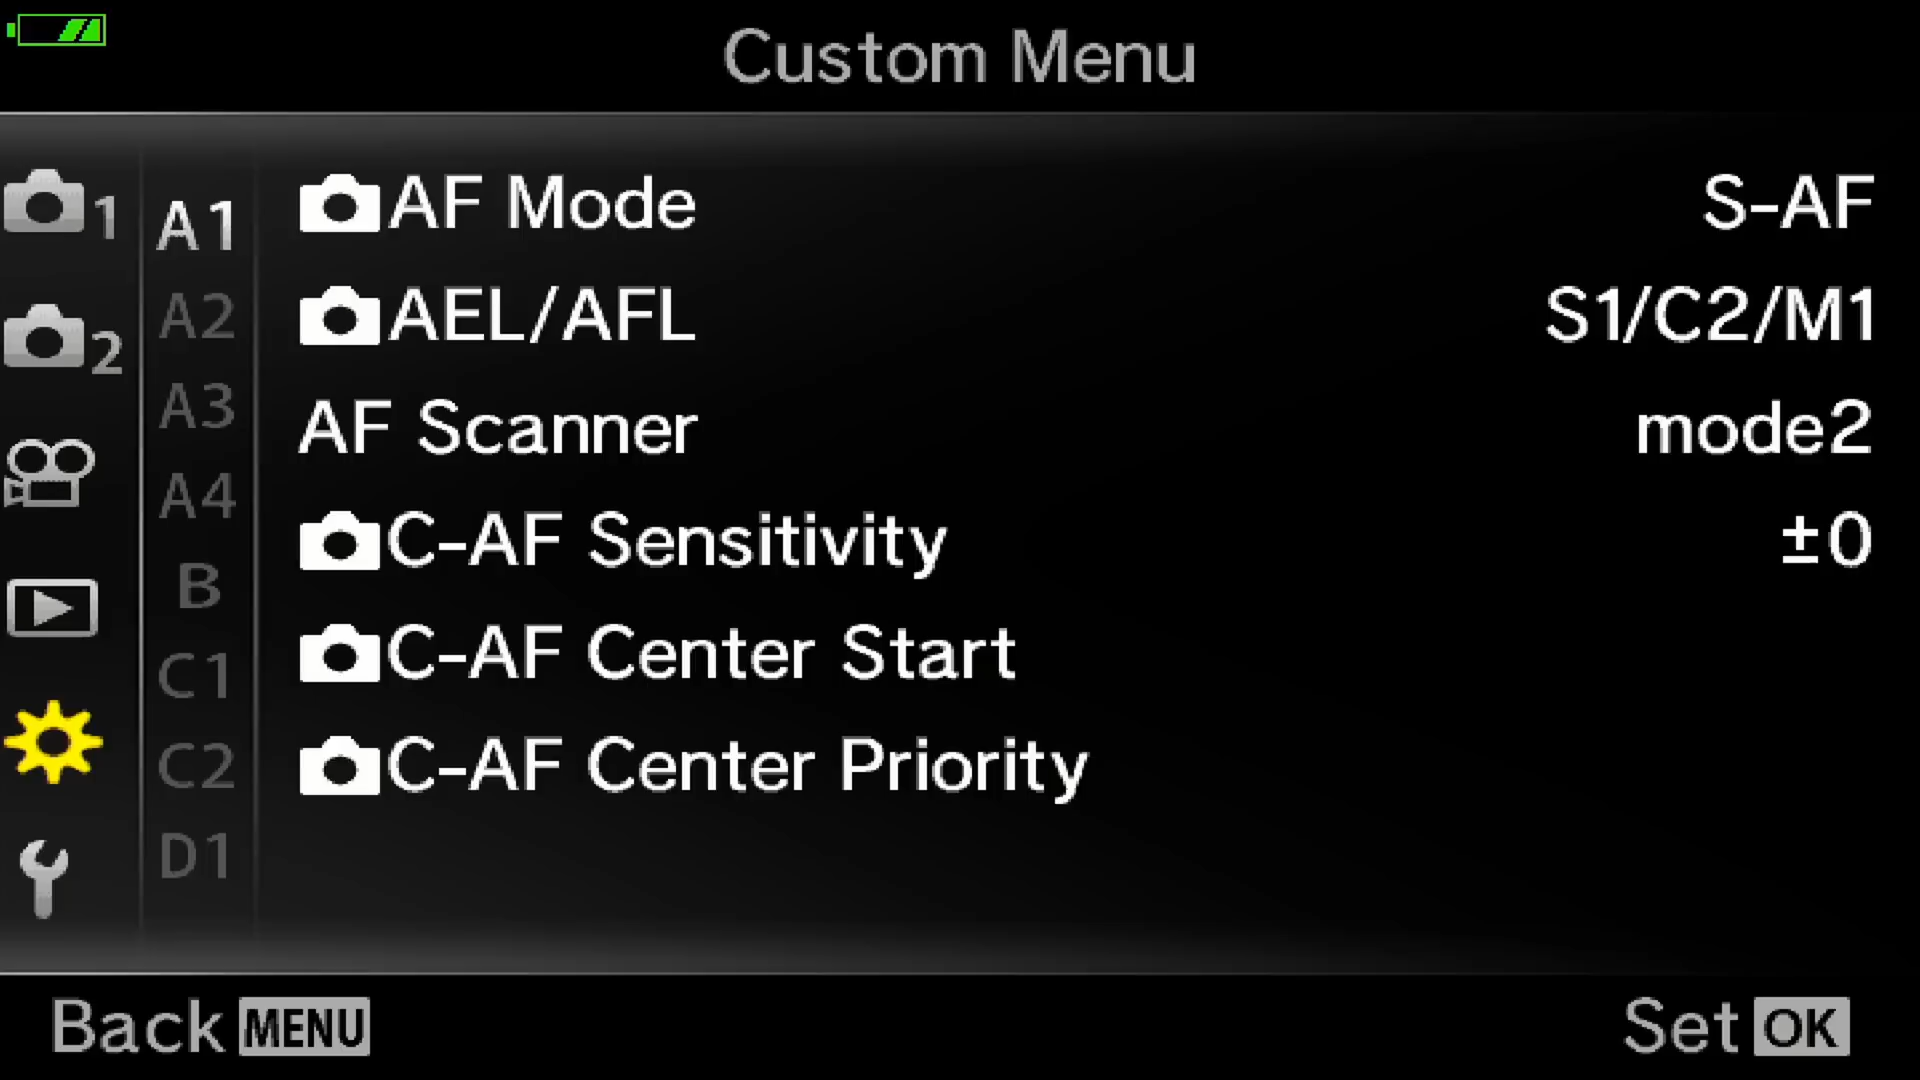 Custom Menu
1
2
A1
A2
A3
A4
B
C1
C2
D1
AF Mode S-AF
AEL/AFL S1/C2/M1
AF Scanner mode2
C-AF Sensitivity ±0
C-AF Center Start
C-AF Center Priority
Back MENU
Set OK